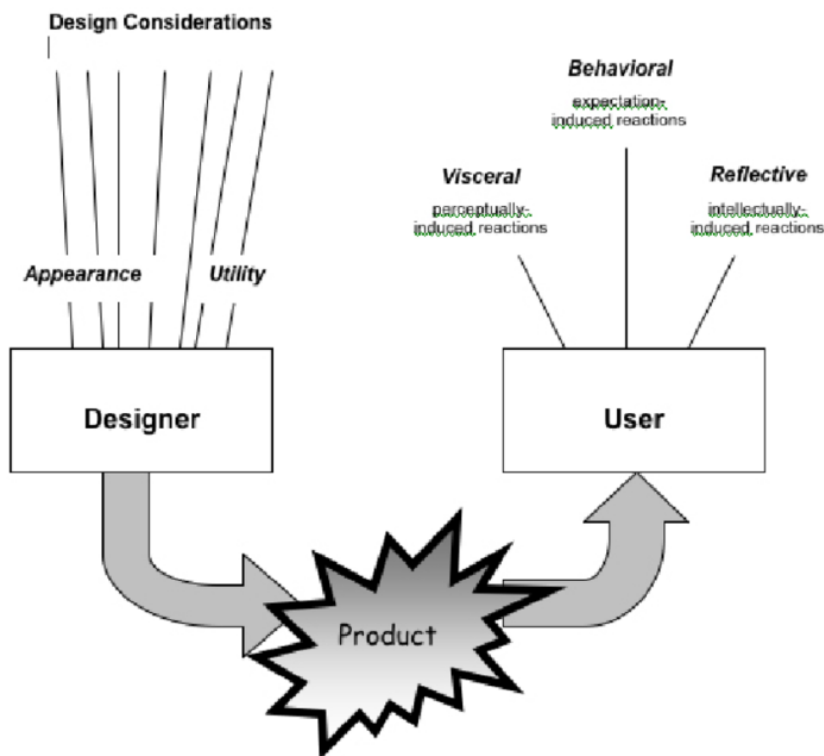 Design Considerations
Behavioral
expectation-
induced reactions
Visceral
perceptually-
induced reactions
Reflective
intellectually-
induced reactions
Appearance
Utility
Designer
User
Product